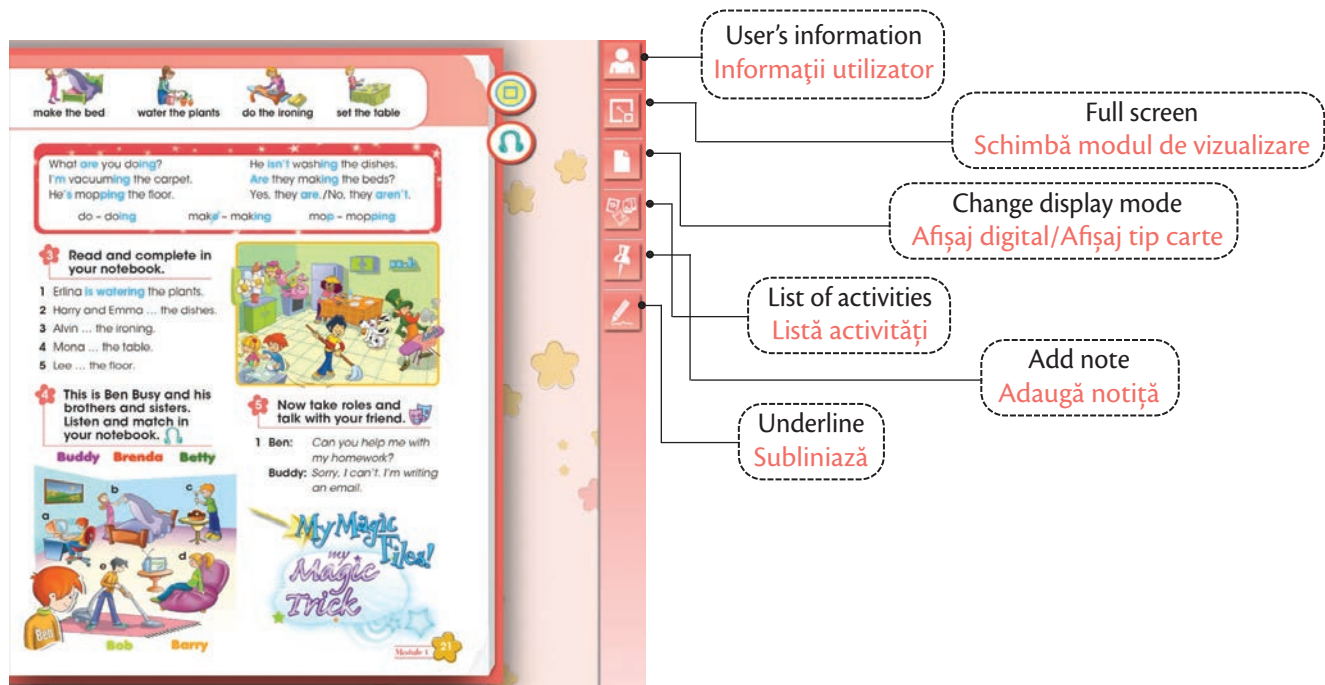 make the bed
water the plants
do the ironing
set the table
What are you doing?
I'm vacuuming the carpet.
He's mopping the floor.
He isn't washing the dishes.
Are they making the beds?
Yes, they are./No, they aren't.
do – doing
make – making
mop – mopping
3 Read and complete in
your notebook.
1 Erlina is watering the plants.
2 Harry and Emma ... the dishes.
3 Alvin ... the ironing.
4 Mona ... the table.
5 Lee ... the floor.
4 This is Ben Busy and his
brothers and sisters.
Listen and match in
your notebook.
Buddy Brenda Betty
a
b
c
d
e
Ben
Bob Barry
5 Now take roles and
talk with your friend.
1 Ben: Can you help me with
my homework?
Buddy: Sorry, I can't. I'm writing
an email.
My Magic
Files!
my
Magic
Trick
Module 1 21
User's information
Informaţii utilizator
Full screen
Schimbă modul de vizualizare
Change display mode
Afișaj digital/Afișaj tip carte
List of activities
Listă activități
Add note
Adaugă notiță
Underline
Subliniază